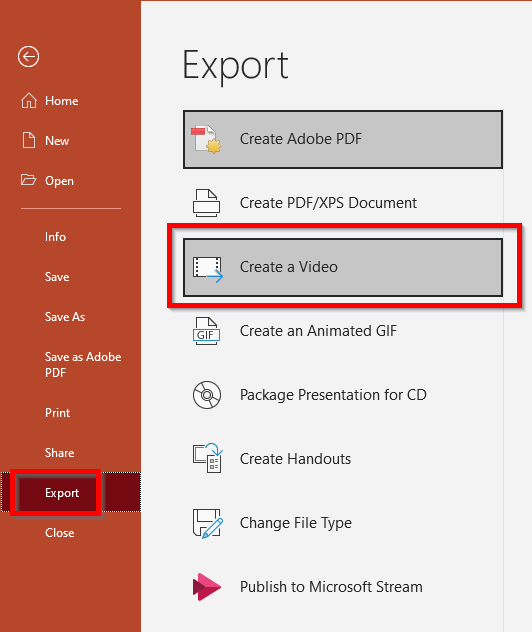 Export
Home
New
Open
Info
Save
Save As
Save as Adobe
PDF
Print
Share
Export
Close
Create Adobe PDF
Create PDF/XPS Document
Create a Video
GIF
Create an Animated GIF
Package Presentation for CD
Create Handouts
Change File Type
Publish to Microsoft Stream